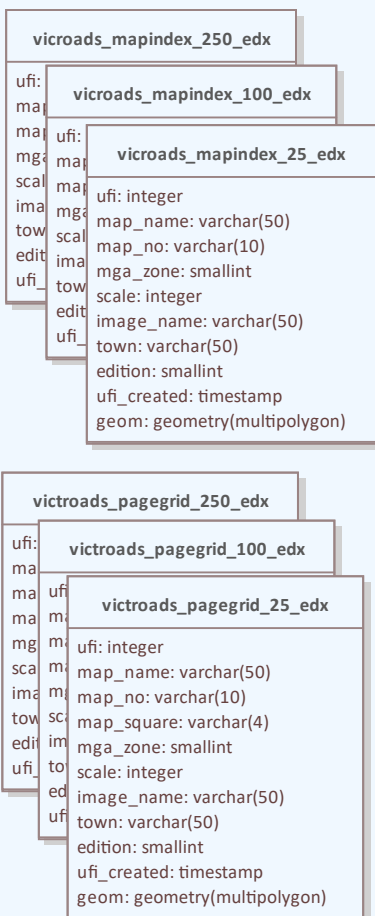 vicroads_mapindex_250_edx
ufi:
vicroads_mapindex_100_edx
ufi:
vicroads_mapindex_25_edx
ufi: integer
map_name: varchar(50)
map_no: varchar(10)
mga_zone: smallint
scale: integer
image_name: varchar(50)
town: varchar(50)
edition: smallint
ufi_created: timestamp
geom: geometry(multipolygon)
victroads_pagegrid_250_edx
ufi:
victroads_pagegrid_100_edx
victroads_pagegrid_25_edx
ufi: integer
map_name: varchar(50)
map_no: varchar(10)
map_square: varchar(4)
mga_zone: smallint
scale: integer
image_name: varchar(50)
town: varchar(50)
edition: smallint
ufi_created: timestamp
geom: geometry(multipolygon)